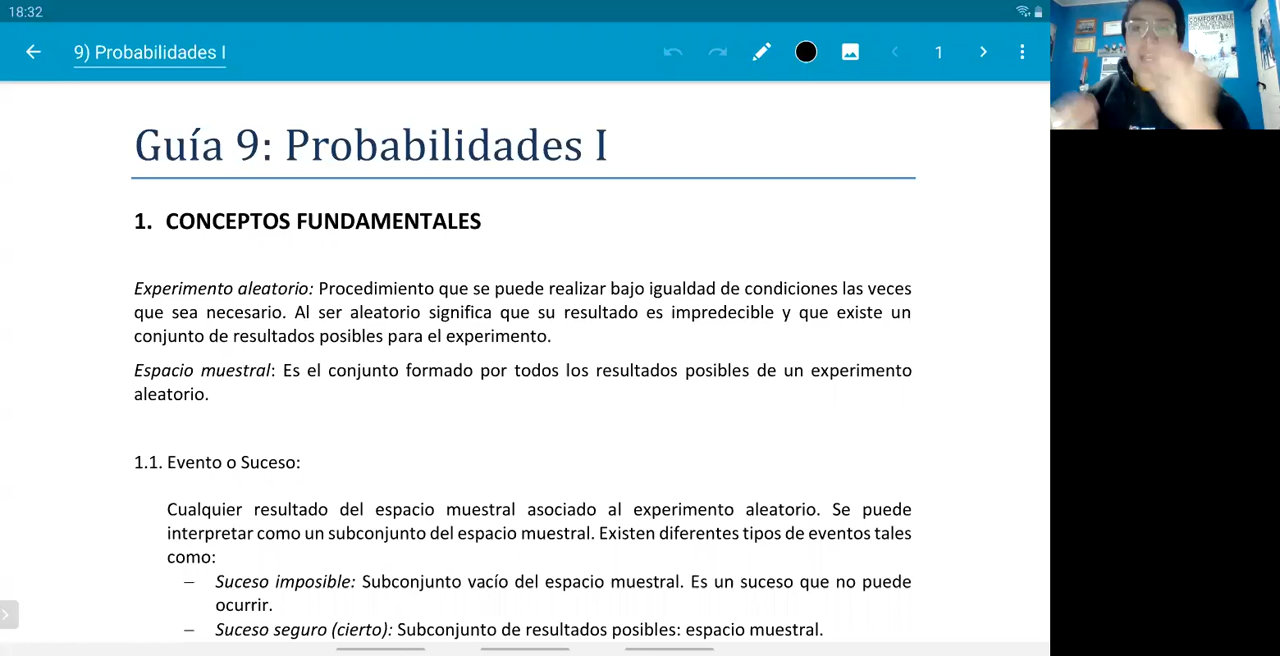 18:32
9) Probabilidades I
1
Guía 9: Probabilidades I
1. CONCEPTOS FUNDAMENTALES
Experimento aleatorio: Procedimiento que se puede realizar bajo igualdad de condiciones las veces
que sea necesario. Al ser aleatorio significa que su resultado es impredecible y que existe un
conjunto de resultados posibles para el experimento.
Espacio muestral: Es el conjunto formado por todos los resultados posibles de un experimento
aleatorio.
1.1. Evento o Suceso:
Cualquier resultado del espacio muestral asociado al experimento aleatorio. Se puede
interpretar como un subconjunto del espacio muestral. Existen diferentes tipos de eventos tales
como:
– Suceso imposible: Subconjunto vacío del espacio muestral. Es un suceso que no puede
ocurrir.
– Suceso seguro (cierto): Subconjunto de resultados posibles: espacio muestral.
COMFORTABLE